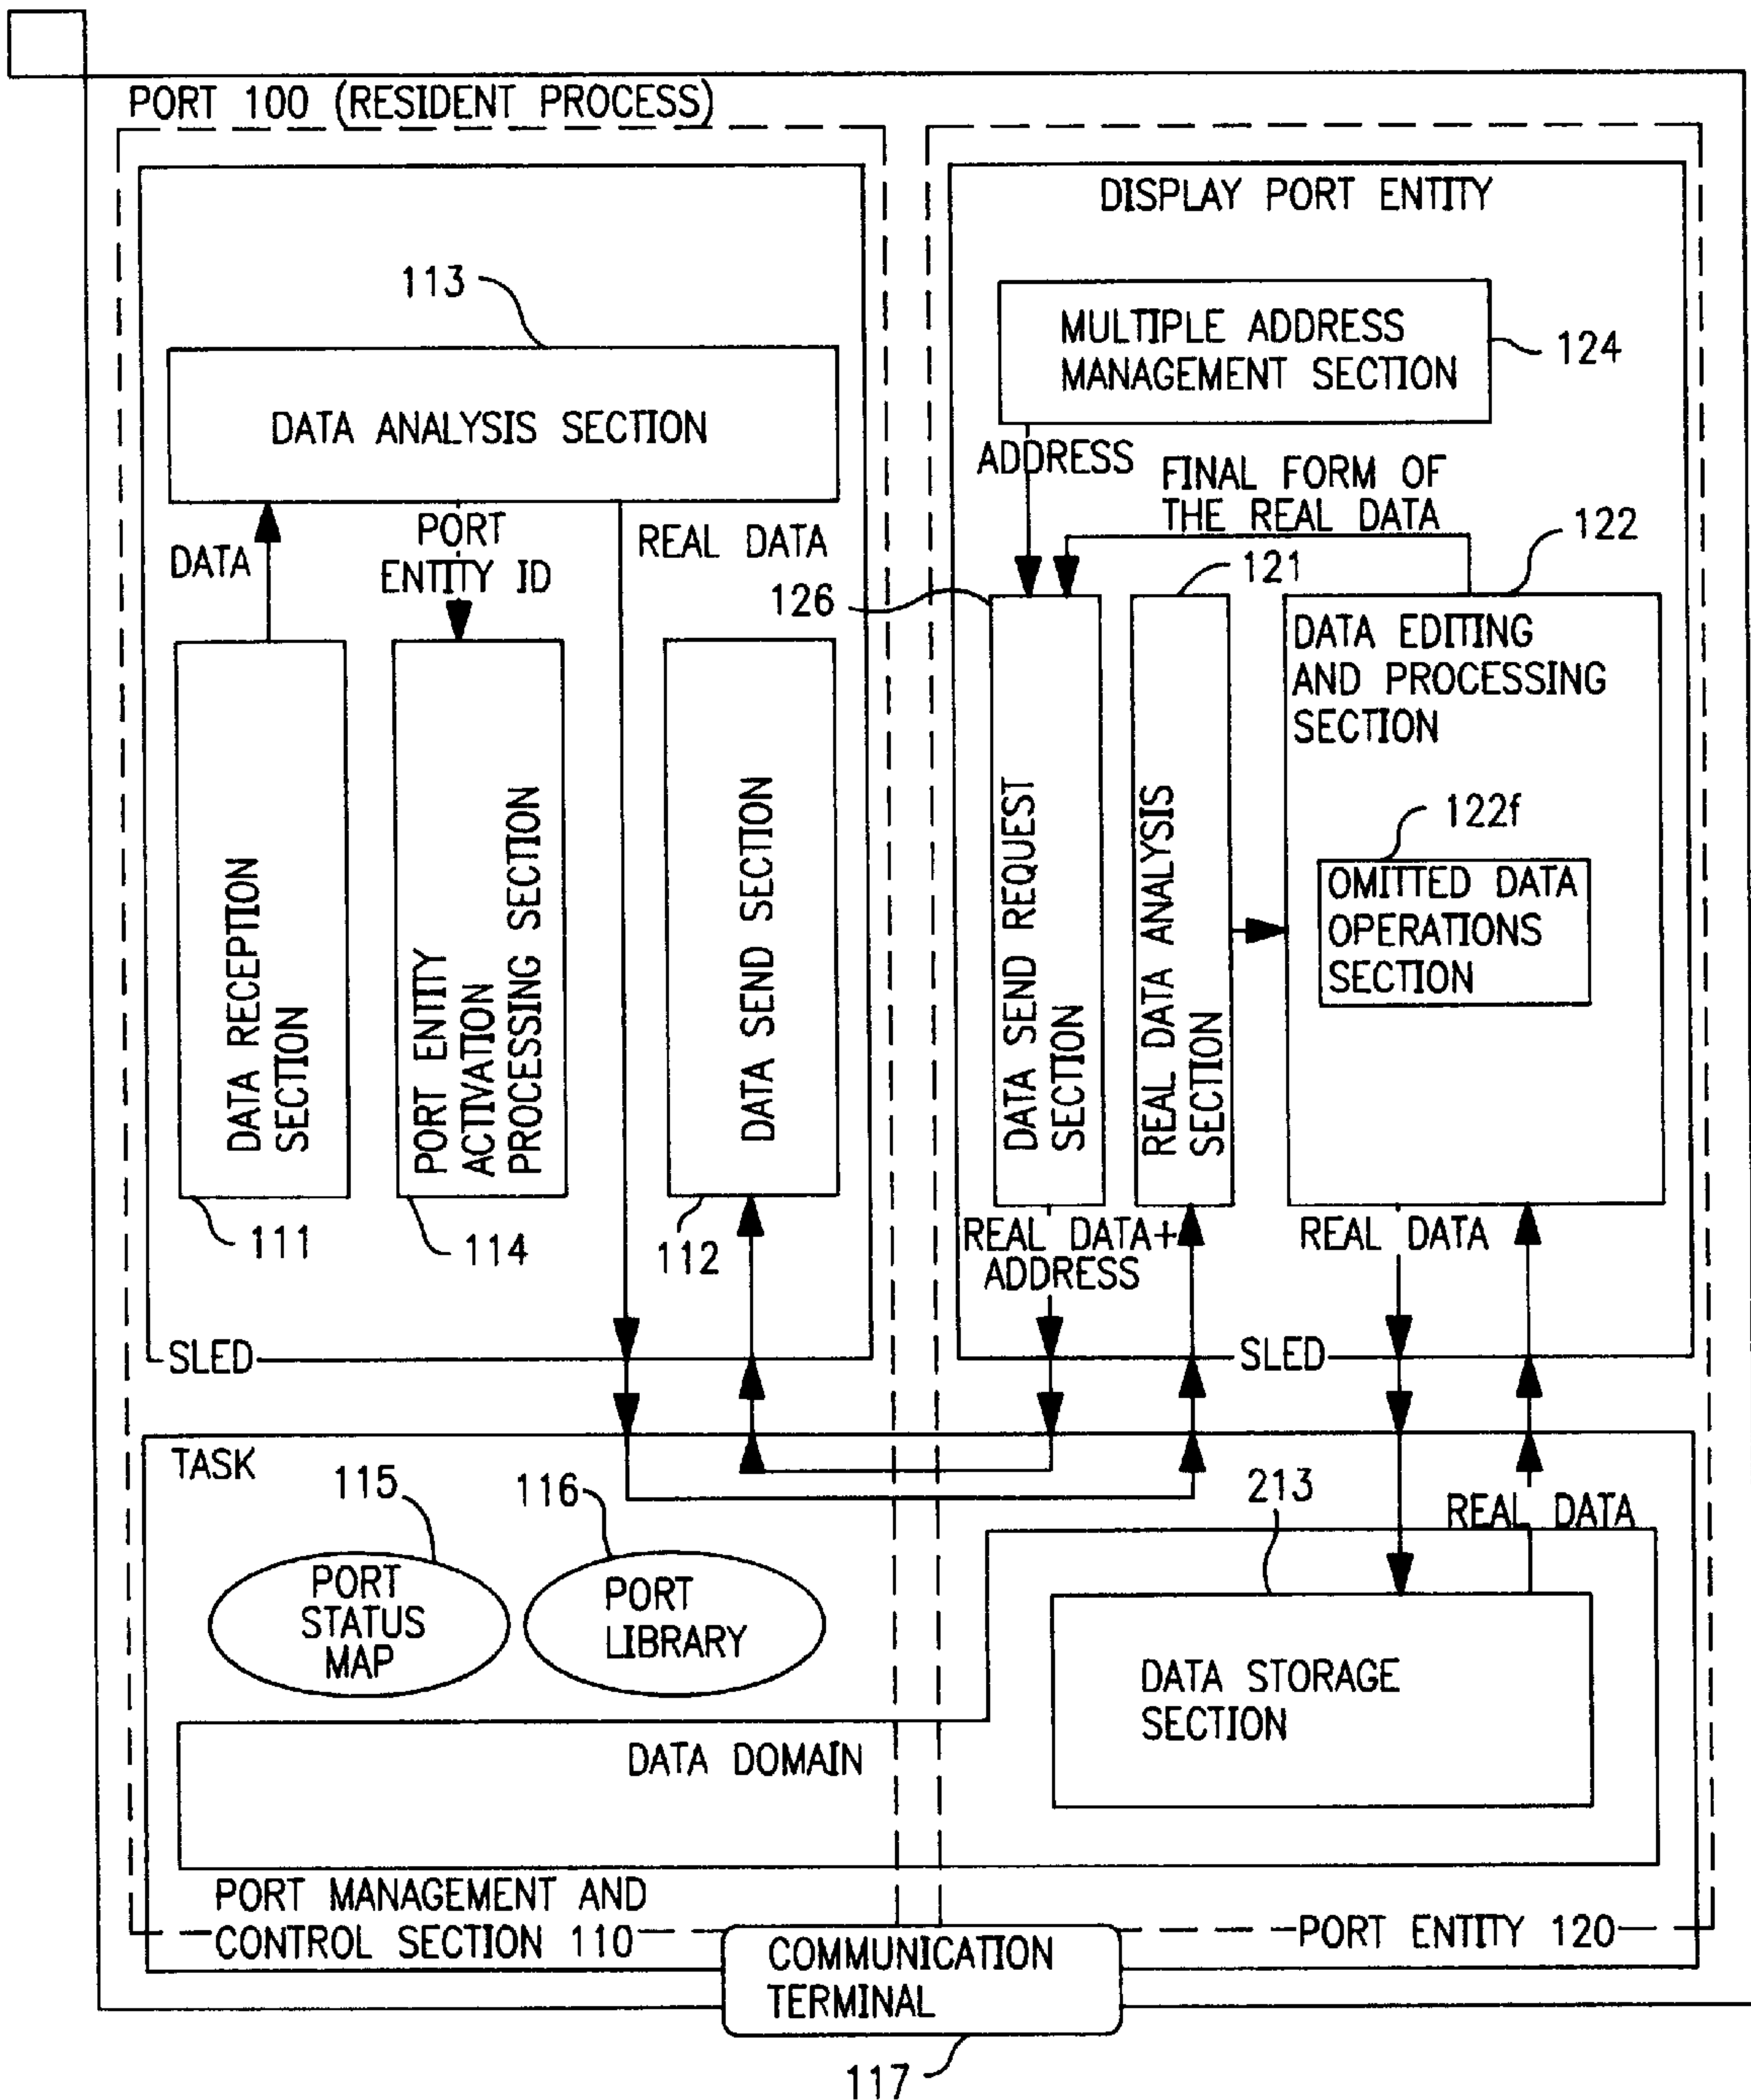 PORT 100 (RESIDENT PROCESS)
113
DATA ANALYSIS SECTION
DATA
PORT
ENTITY ID
REAL DATA
DATA RECEPTION
SECTION
111
PORT ENTITY
ACTIVATION
PROCESSING SECTION
114
DATA SEND SECTION
112
SLED
DISPLAY PORT ENTITY
MULTIPLE ADDRESS
MANAGEMENT SECTION
124
ADDRESS
FINAL FORM OF
THE REAL DATA
122
121
126
DATA SEND REQUEST
SECTION
REAL DATA ANALYSIS
SECTION
DATA EDITING
AND PROCESSING
SECTION
122f
OMITTED DATA
OPERATIONS
SECTION
REAL DATA+
ADDRESS
REAL DATA
SLED
TASK
115
PORT
STATUS
MAP
116
PORT
LIBRARY
213
REAL DATA
DATA STORAGE
SECTION
DATA DOMAIN
PORT MANAGEMENT AND
CONTROL SECTION 110
PORT ENTITY 120
COMMUNICATION
TERMINAL
117